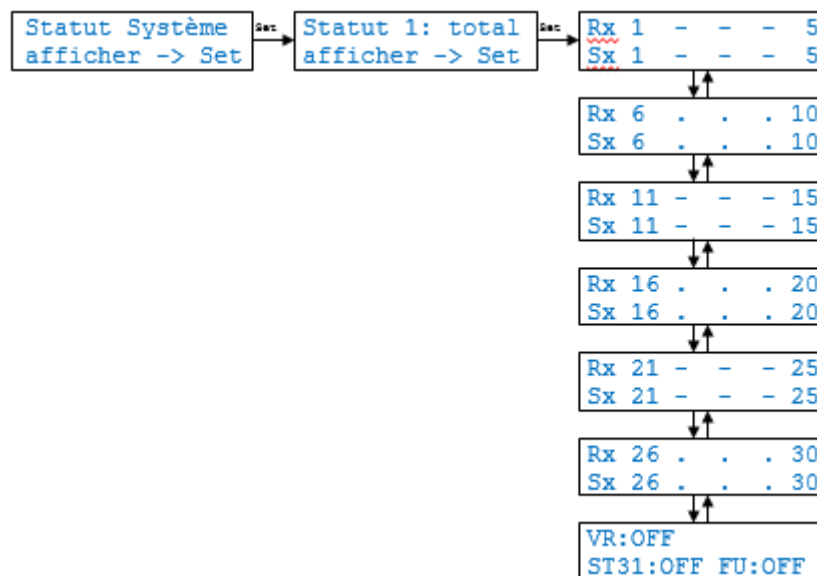 Statut Système
afficher -> Set
Set
Statut 1: total
afficher -> Set
Set
Rx 1 - - - 5
Sx 1 - - - 5
Rx 6 . . . 10
Sx 6 . . . 10
Rx 11 - - - 15
Sx 11 - - - 15
Rx 16 . . . 20
Sx 16 . . . 20
Rx 21 - - - 25
Sx 21 - - - 25
Rx 26 . . . 30
Sx 26 . . . 30
VR:OFF
ST31:OFF FU:OFF